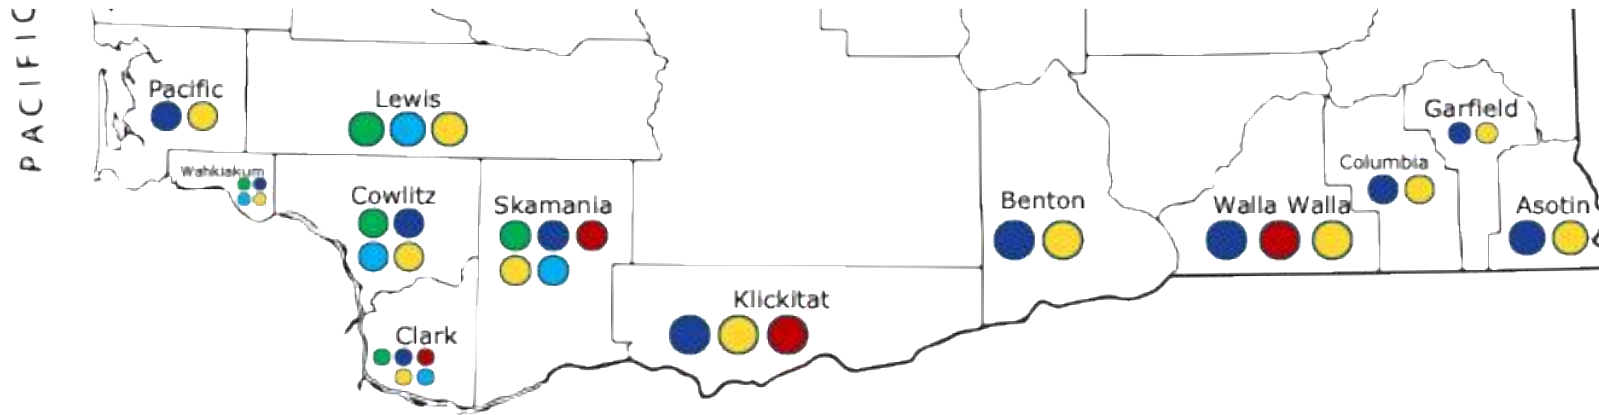 PACIFIC
Pacific
Lewis
Garfield
Wahkiakum
Columbia
Cowlitz
Skamania
Benton
Walla Walla
Asotin
Klickitat
Clark